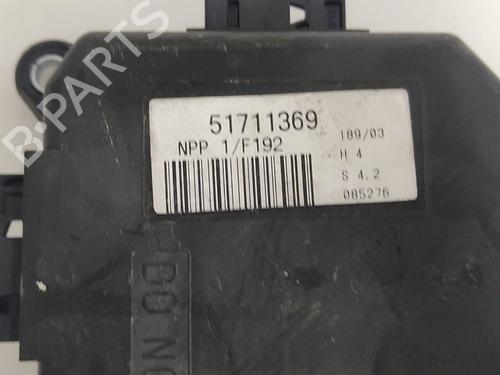 51711369
NPP 1/F192
189/03
H 4
S 4.2
085276
DO NO
B-PARTS